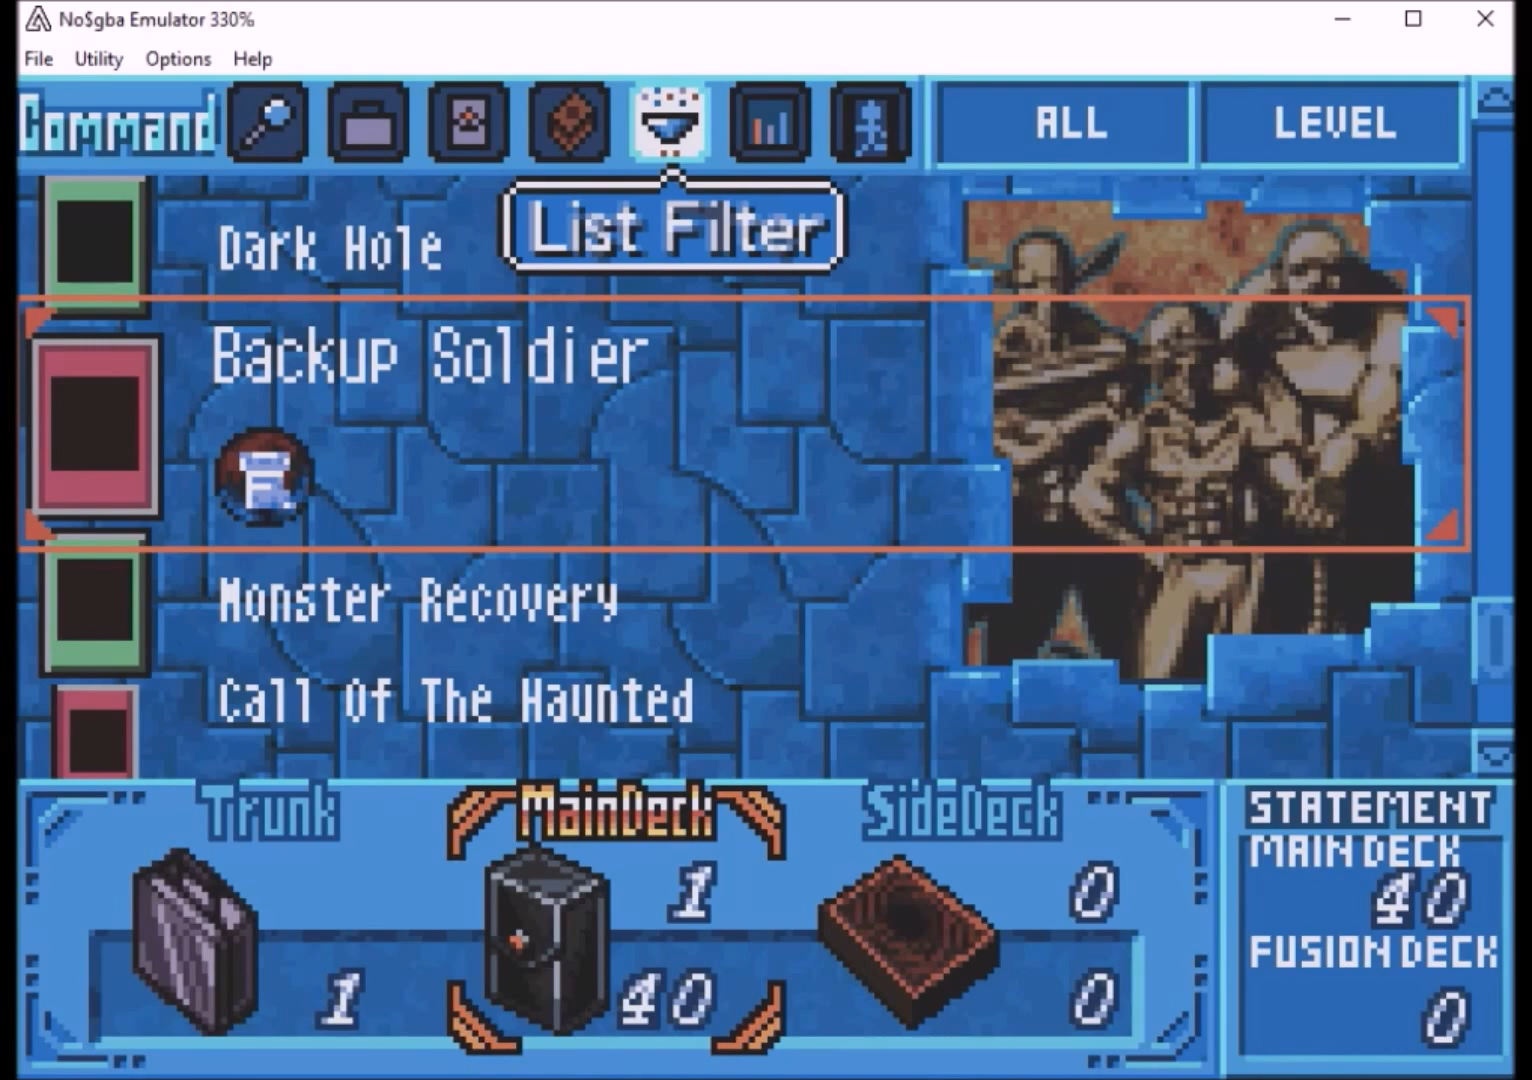 No$gba Emulator 330%
File Utility Options Help
Command
ALL
LEVEL
List Filter
Dark Hole
Backup Soldier
Monster Recovery
Call Of The Haunted
Trunk
MainDeck
SideDeck
1
0
1
40
0
STATEMENT
MAIN DECK
40
FUSION DECK
0